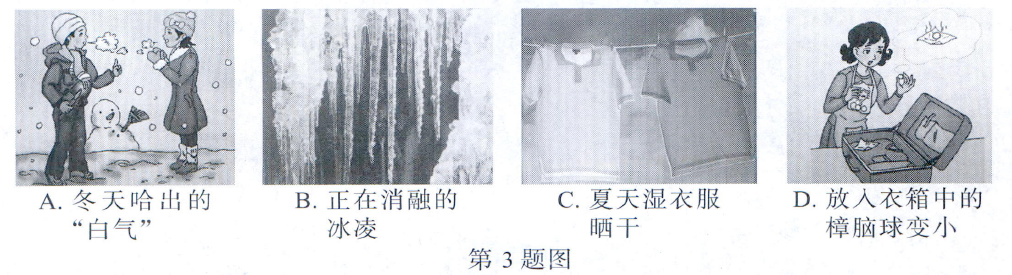 A. 冬天哈出的
“白气”
B. 正在消融的
冰凌
C. 夏天湿衣服
晒干
D. 放入衣箱中的
樟脑球变小
第 3 题图